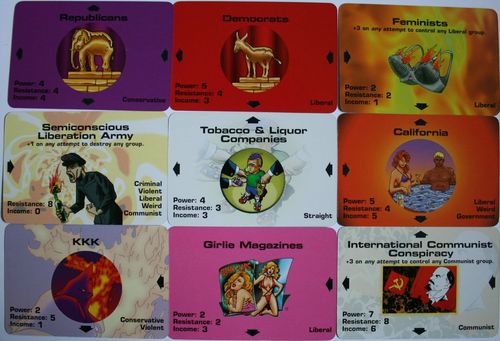 Republicans
Power: 4
Resistance: 4
Income: 4
Conservative
Democrats
Power: 5
Resistance: 4
Income: 3
Liberal
Feminists
+3 on any attempt to control any Liberal group.
Power: 2
Resistance: 2
Income: 1
Liberal
Semiconscious
Liberation Army
+1 on any attempt to destroy any group.
Resistance: 8
Income: 0
Criminal
Violent
Liberal
Weird
Communist
Tobacco & Liquor
Companies
Power: 4
Resistance: 3
Income: 3
Straight
California
Power: 5
Resistance: 4
Income: 5
Liberal
Weird
Government
KKK
Power: 2
Resistance: 5
Income: 1
Conservative
Violent
Girlie Magazines
Power: 2
Resistance: 2
Income: 3
Liberal
International Communist
Conspiracy
+3 on any attempt to control any Communist group.
Power: 7
Resistance: 8
Income: 6
Communist